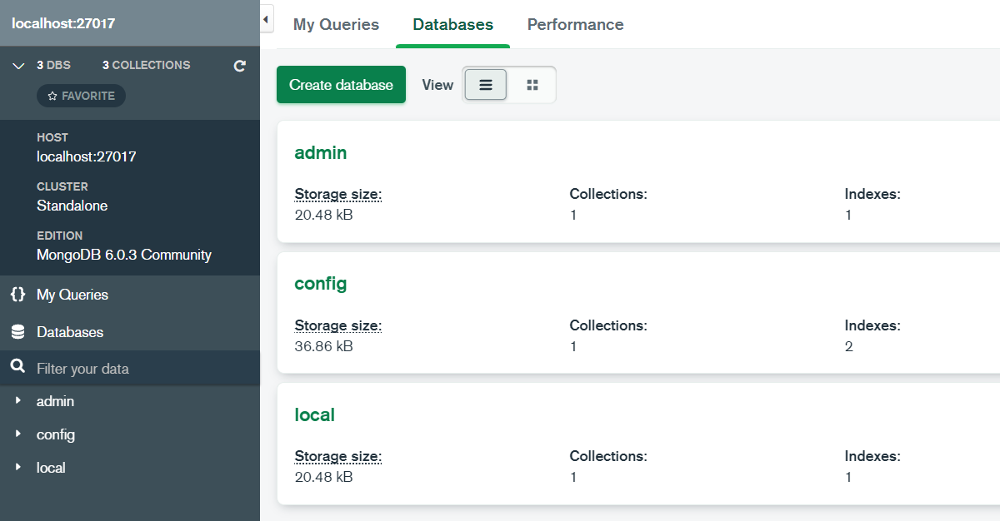 localhost:27017
3 DBS 3 COLLECTIONS
FAVORITE
HOST
localhost:27017
CLUSTER
Standalone
EDITION
MongoDB 6.0.3 Community
{} My Queries
Databases
Filter your data
admin
config
local
My Queries Databases Performance
Create database View
admin
Storage size: Collections: Indexes:
20.48 kB 1 1
config
Storage size: Collections: Indexes:
36.86 kB 1 2
local
Storage size: Collections: Indexes:
20.48 kB 1 1